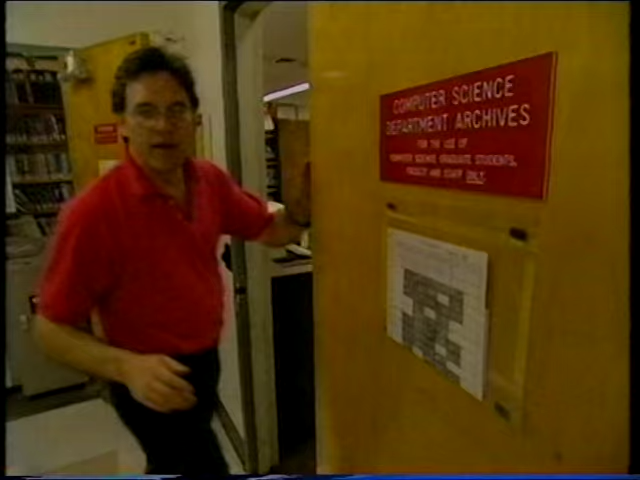 COMPUTER SCIENCE
DEPARTMENT ARCHIVES
FOR THE USE OF
COMPUTER SCIENCE GRADUATE STUDENTS,
FACULTY AND STAFF ONLY.